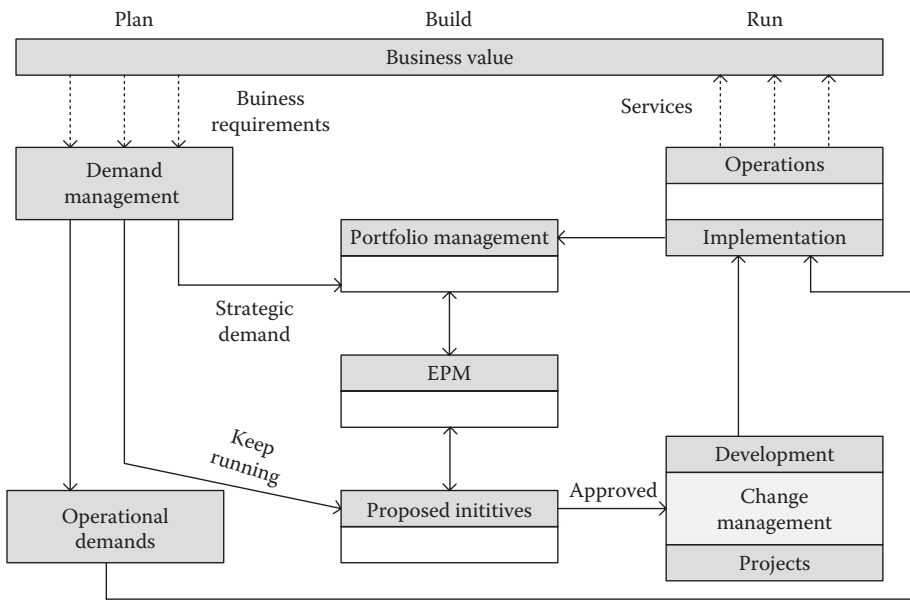 Plan
Build
Run
Business value
Buiness
requirements
Services
Demand
management
Operations
Portfolio management
Implementation
Strategic
demand
EPM
Keep
running
Development
Operational
demands
Proposed inititives
Approved
Change
management
Projects